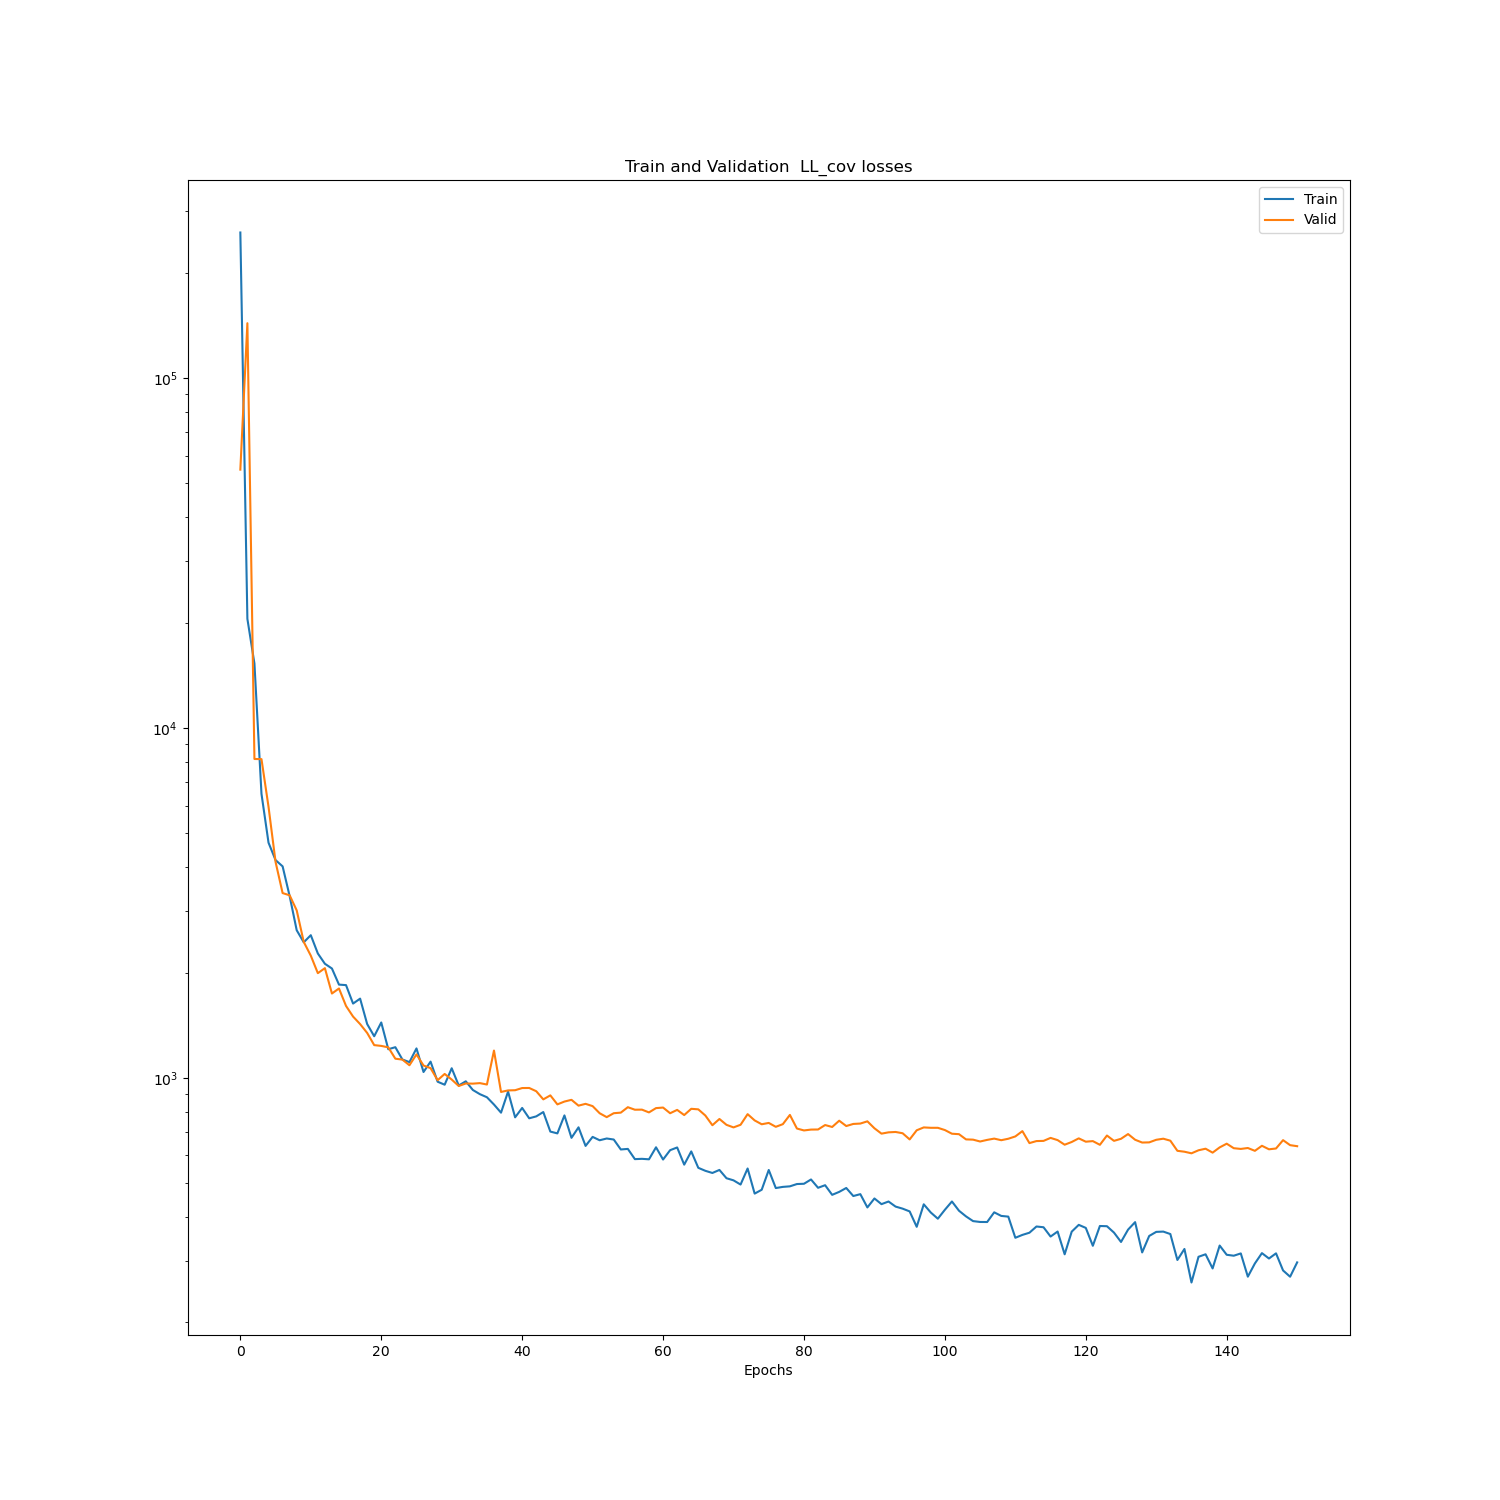 Train and Validation  LL_cov losses
Train
Valid
10^5
10^4
10^3
0 20 40 60 80 100 120 140
Epochs